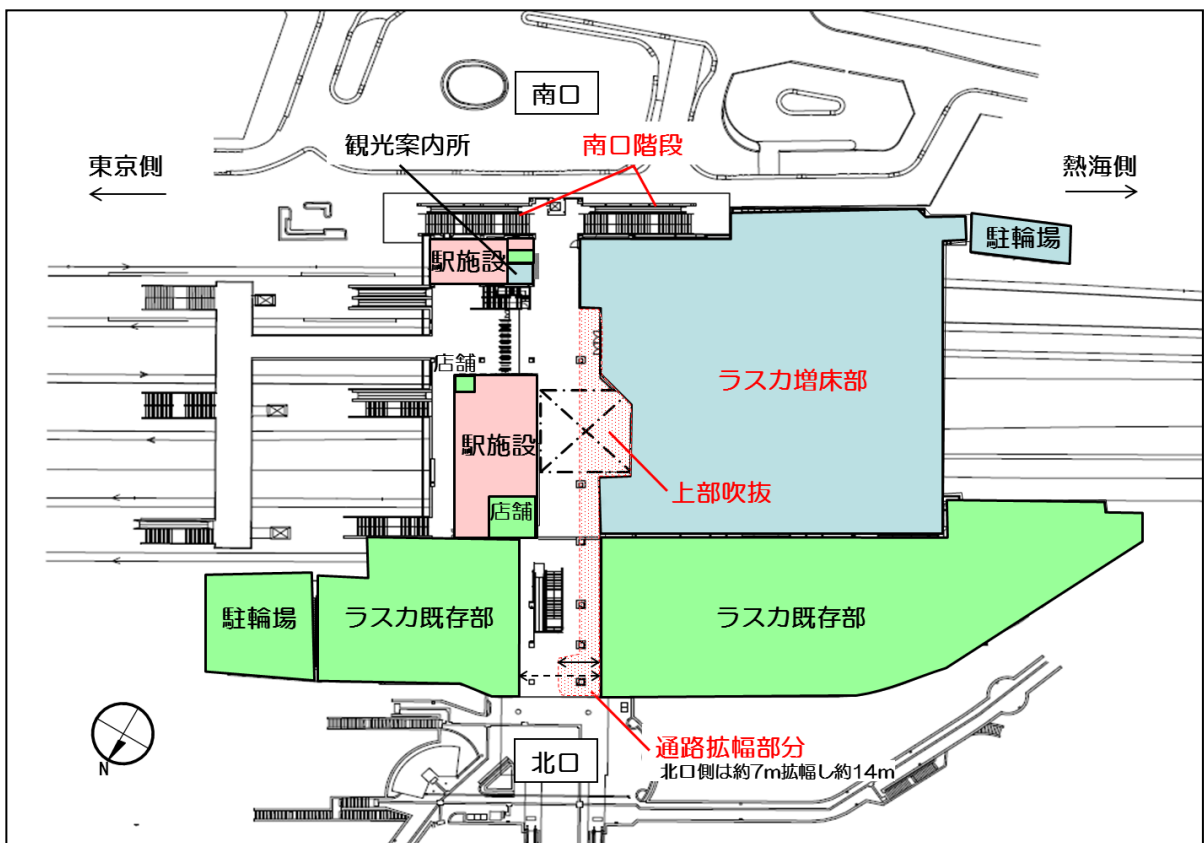 南口
観光案内所
南口階段
東京側
熱海側
駅施設
駐輪場
店舗
ラスカ増床部
駅施設
上部吹抜
店舗
駐輪場
ラスカ既存部
ラスカ既存部
通路拡幅部分
北口側は約7m拡幅し約14m
北口
N